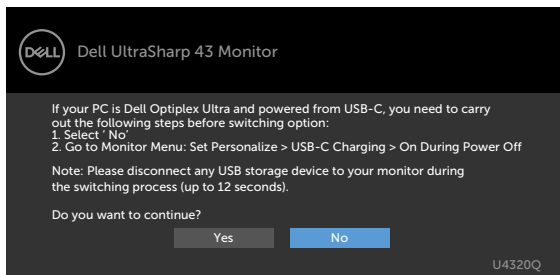 DELL
Dell UltraSharp 43 Monitor
If your PC is Dell Optiplex Ultra and powered from USB-C, you need to carry
out the following steps before switching option:
1. Select ‘ No’
2. Go to Monitor Menu: Set Personalize > USB-C Charging > On During Power Off
Note: Please disconnect any USB storage device to your monitor during
the switching process (up to 12 seconds).
Do you want to continue?
Yes No
U4320Q